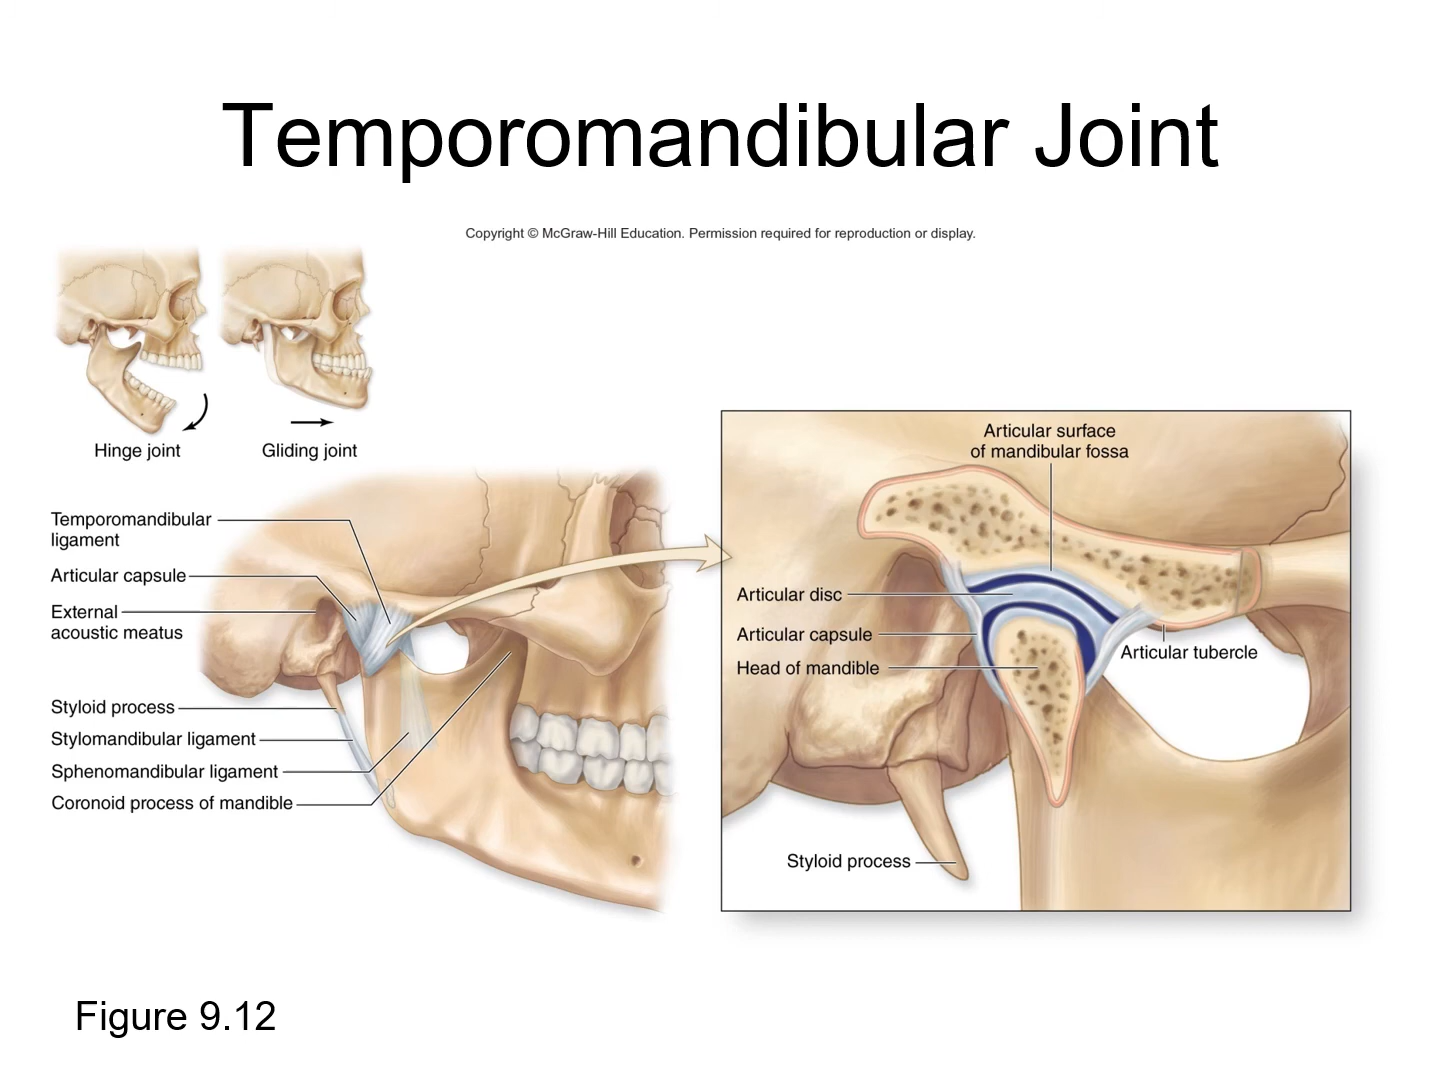 Temporomandibular Joint
Copyright © McGraw-Hill Education. Permission required for reproduction or display.
Hinge joint
Gliding joint
Temporomandibular
ligament
Articular capsule
External
acoustic meatus
Styloid process
Stylomandibular ligament
Sphenomandibular ligament
Coronoid process of mandible
Articular surface
of mandibular fossa
Articular disc
Articular capsule
Head of mandible
Articular tubercle
Styloid process
Figure 9.12